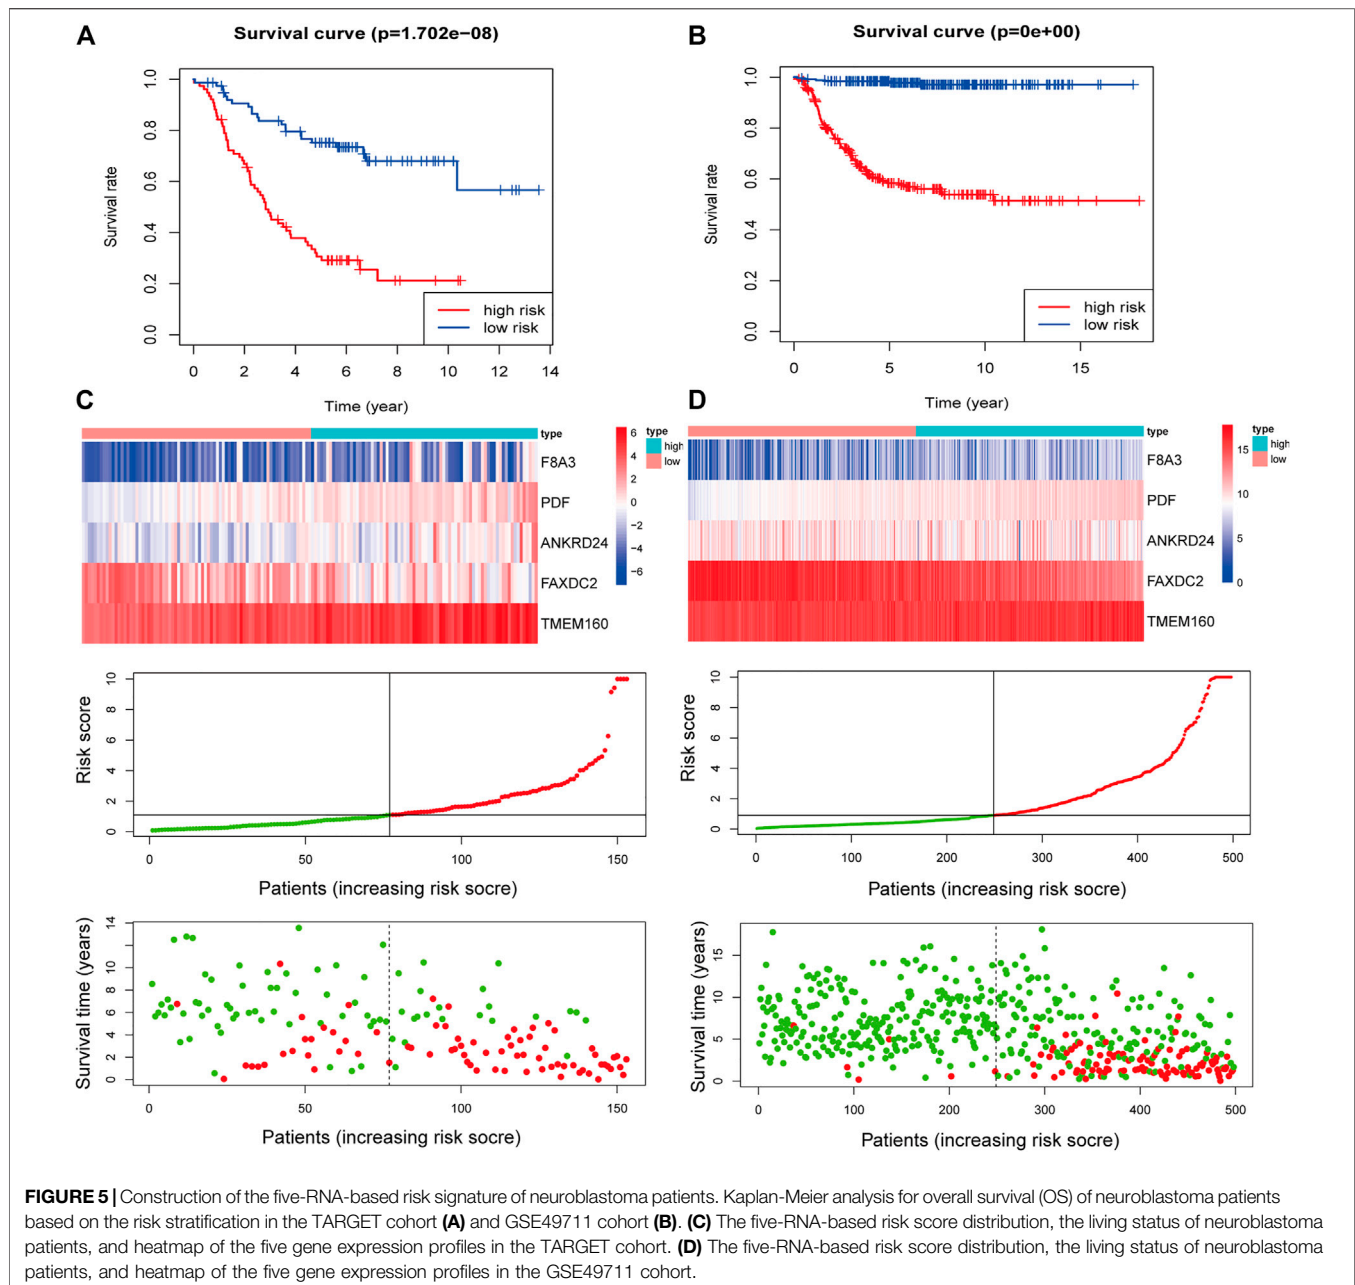 A
Survival curve (p=1.702e−08)
Survival rate
0.0 0.2 0.4 0.6 0.8 1.0
high risk
low risk
0 2 4 6 8 10 12 14
Time (year)
B
Survival curve (p=0e+00)
Survival rate
0.0 0.2 0.4 0.6 0.8 1.0
high risk
low risk
0 5 10 15
Time (year)
C
type
F8A3
PDF
ANKRD24
FAXDC2
TMEM160
6
4
2
0
−2
−4
−6
type
high
low
Risk score
0 2 4 6 8 10
0 50 100 150
Patients (increasing risk socre)
Survival time (years)
0 2 4 6 8 10 14
0 50 100 150
Patients (increasing risk socre)
D
type
F8A3
PDF
ANKRD24
FAXDC2
TMEM160
15
10
5
0
type
high
low
Risk score
0 2 4 6 8 10
0 100 200 300 400 500
Patients (increasing risk socre)
Survival time (years)
0 5 10 15
0 100 200 300 400 500
Patients (increasing risk socre)
FIGURE 5 | Construction of the five-RNA-based risk signature of neuroblastoma patients. Kaplan-Meier analysis for overall survival (OS) of neuroblastoma patients
based on the risk stratification in the TARGET cohort (A) and GSE49711 cohort (B). (C) The five-RNA-based risk score distribution, the living status of neuroblastoma
patients, and heatmap of the five gene expression profiles in the TARGET cohort. (D) The five-RNA-based risk score distribution, the living status of neuroblastoma
patients, and heatmap of the five gene expression profiles in the GSE49711 cohort.